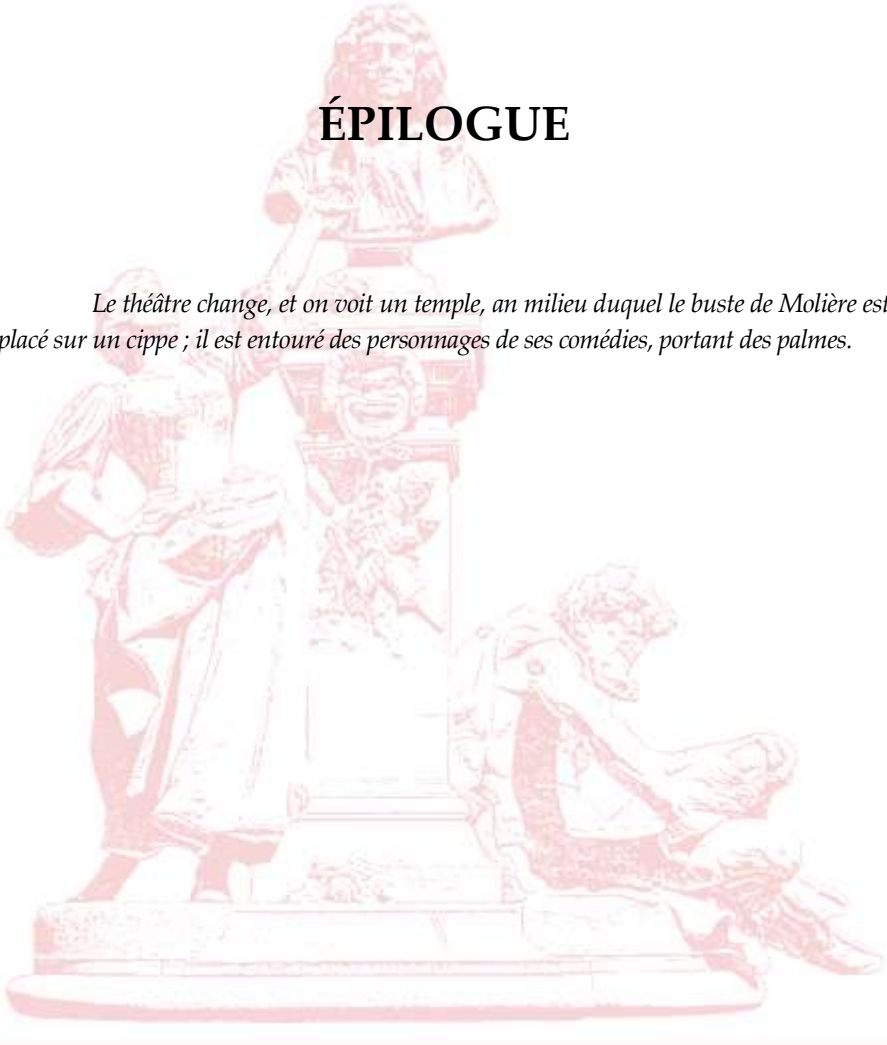 ÉPILOGUE
Le théâtre change, et on voit un temple, an milieu duquel le buste de Molière est
placé sur un cippe ; il est entouré des personnages de ses comédies, portant des palmes.